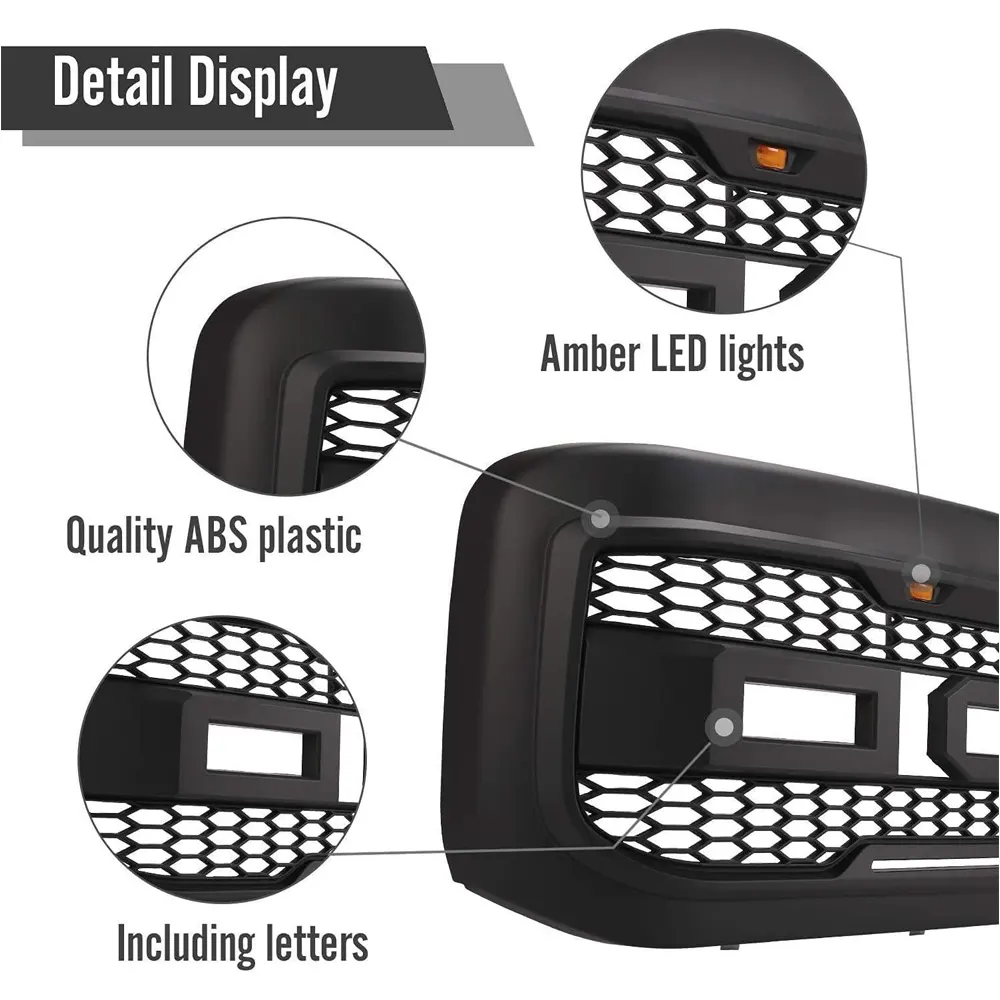 Detail Display
Amber LED lights
Quality ABS plastic
Including letters